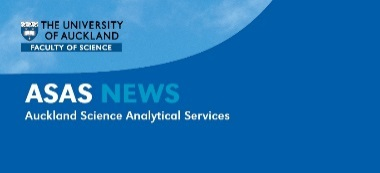 THE UNIVERSITY
OF AUCKLAND
FACULTY OF SCIENCE
ASAS NEWS
Auckland Science Analytical Services